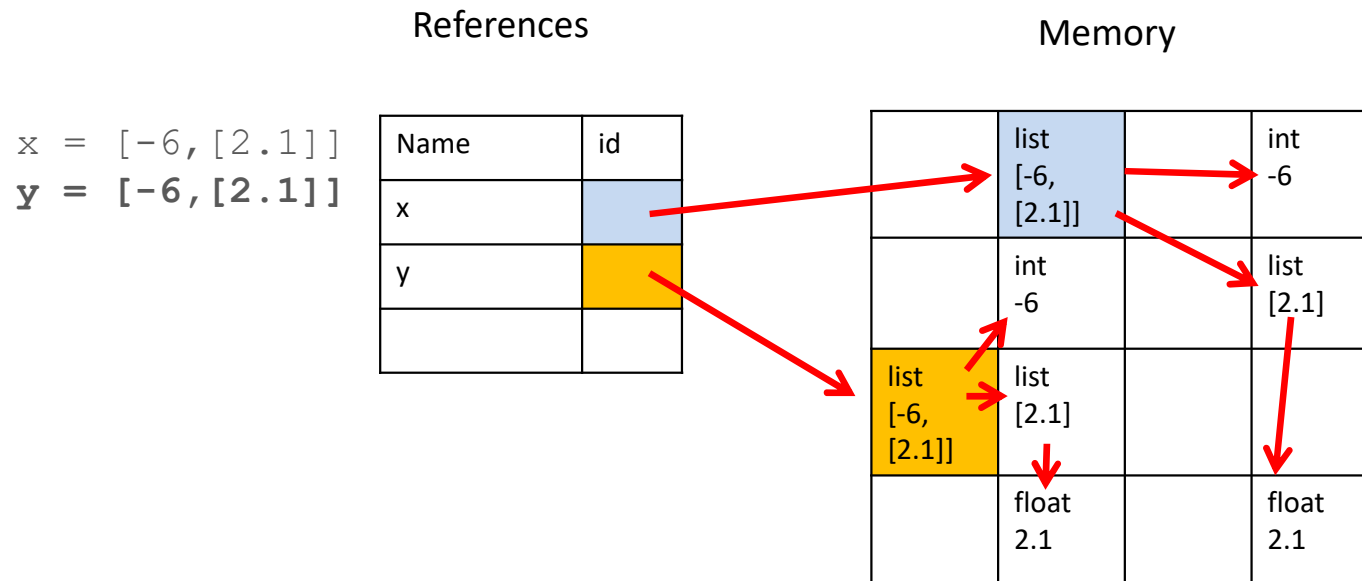 References
Memory
x = [-6,[2.1]]
y = [-6,[2.1]]
Name id
x
y
list
[-6,
[2.1]]
int
-6
int
-6
list
[2.1]
list
[-6,
[2.1]]
list
[2.1]
float
2.1
float
2.1